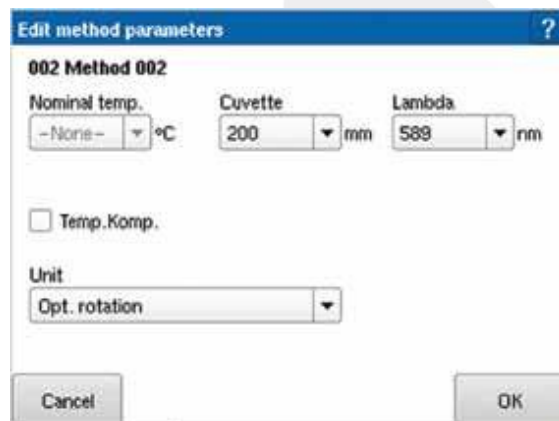 Edit method parameters ?
002 Method 002
Nominal temp. Cuvette Lambda
-None- °C 200 mm 589 nm
Temp.Komp.
Unit
Opt. rotation
Cancel OK